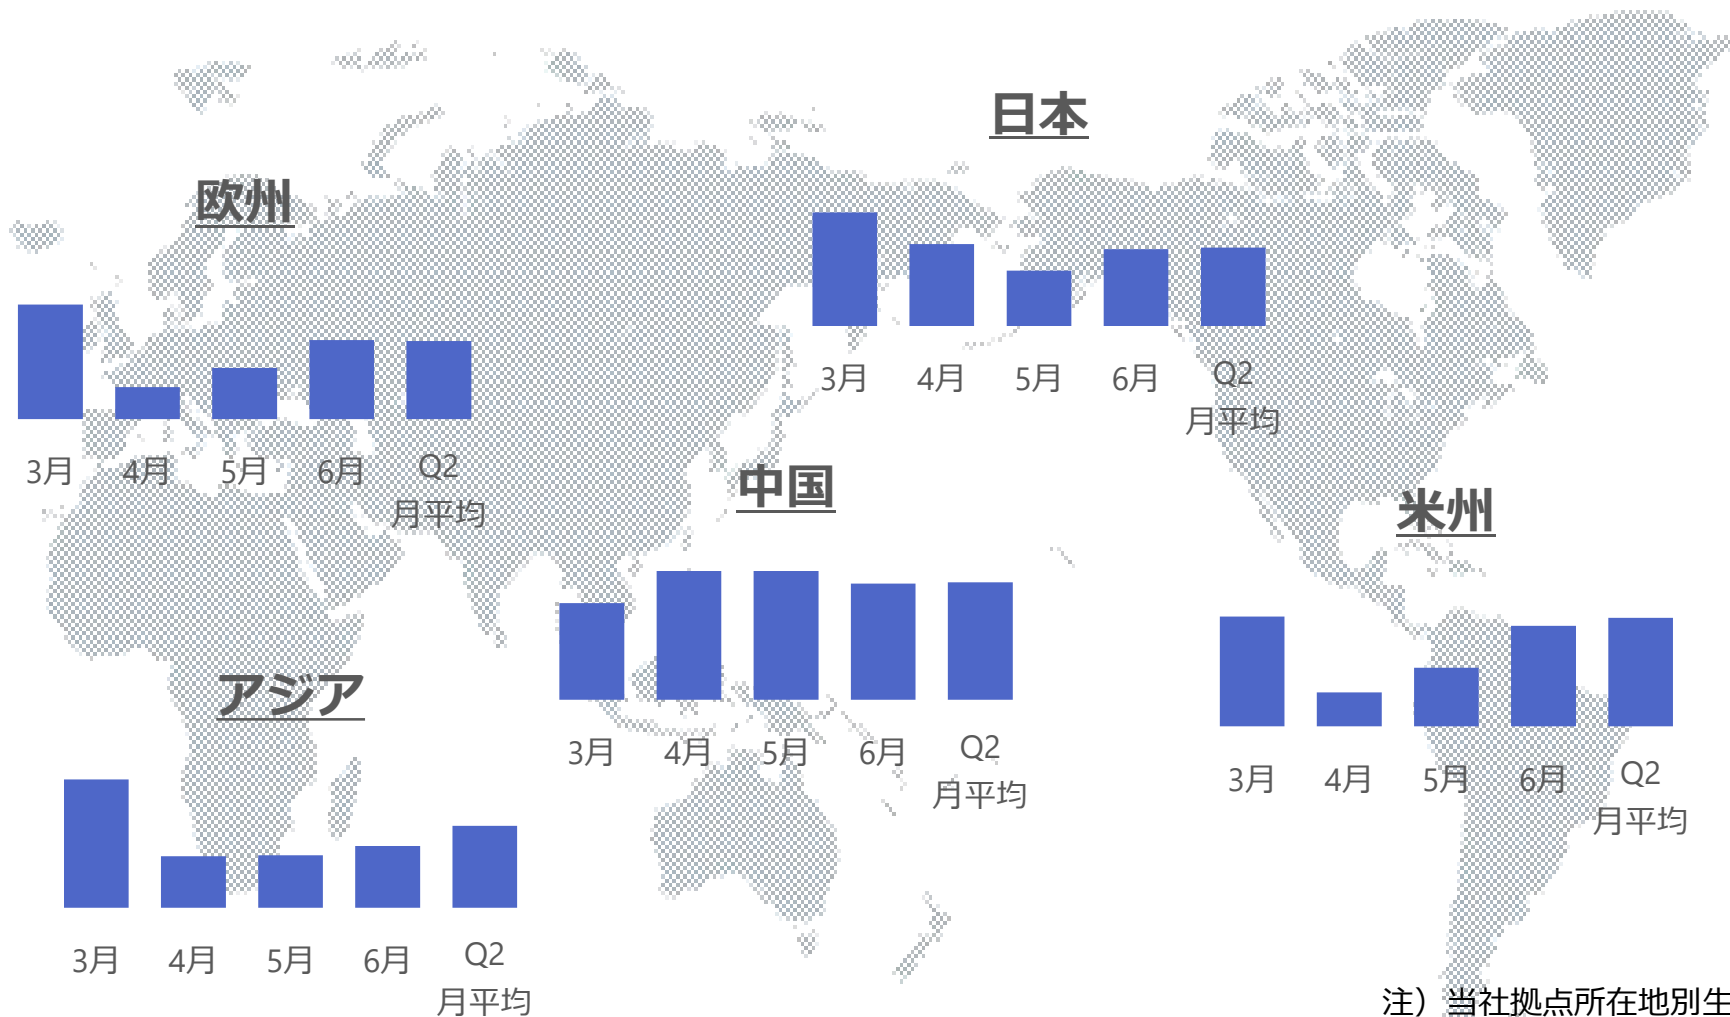 日本
3月 4月 5月 6月 Q2
月平均
欧州
3月 4月 5月 6月 Q2
月平均
中国
3月 4月 5月 6月 Q2
月平均
米州
3月 4月 5月 6月 Q2
月平均
アジア
3月 4月 5月 6月 Q2
月平均
注）当社拠点所在地別生